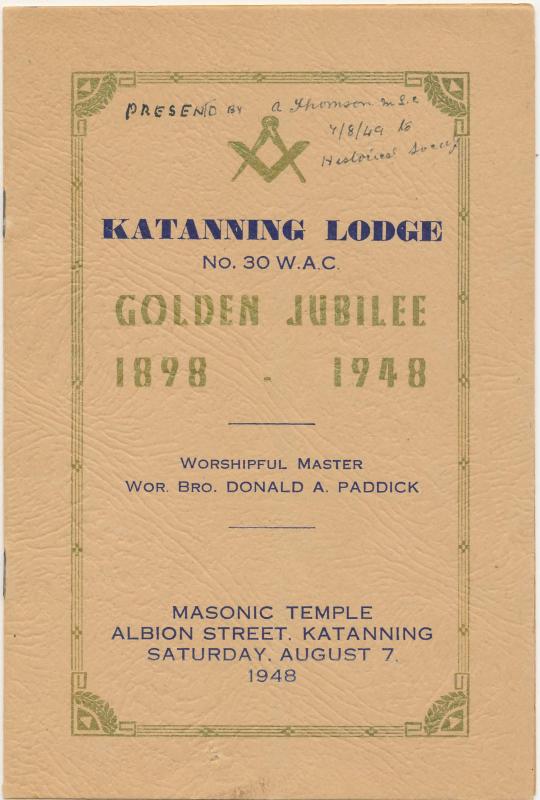 PRESEND BY A Thomson M L C
7/8/49 to
Historical Society
KATANNING LODGE
No. 30 W.A.C.
GOLDEN JUBILEE
1898 - 1948
WORSHIPFUL MASTER
WOR. BRO. DONALD A. PADDICK
MASONIC TEMPLE
ALBION STREET, KATANNING
SATURDAY, AUGUST 7,
1948